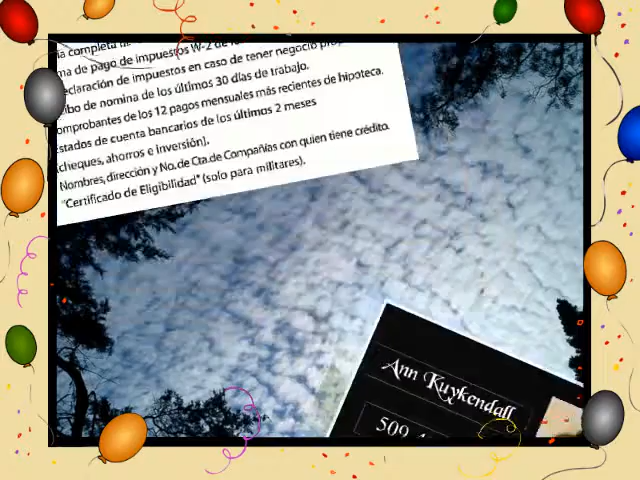 completa
ma de pago de impuestos W-2 de
eclaración de impuestos en caso de tener negocio
ibo de nomina de los últimos 30 días de trabajo.
omprobantes de los 12 pagos mensuales más recientes de hipoteca.
stados de cuenta bancarios de los últimos 2 meses
(cheques, ahorros e inversión).
Nombres, dirección y No. de Cta. de Compañías con quien tiene crédito.
"Certificado de Eligibilidad" (solo para militares).
Ann Kuykendall
509